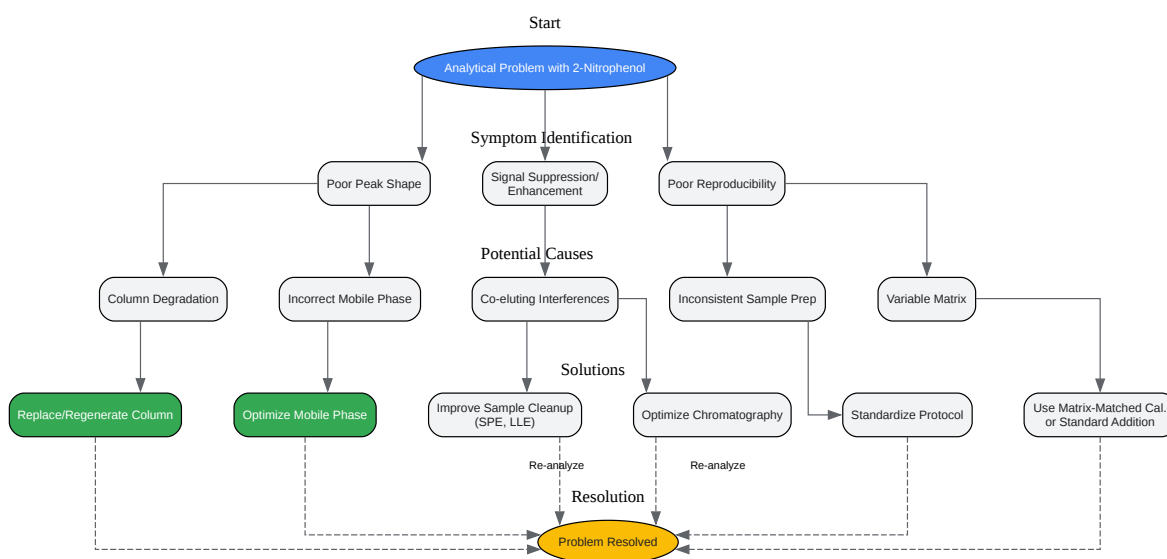 Start
Analytical Problem with 2-Nitrophenol
Symptom Identification
Poor Peak Shape
Signal Suppression/
Enhancement
Poor Reproducibility
Potential Causes
Column Degradation
Incorrect Mobile Phase
Co-eluting Interferences
Inconsistent Sample Prep
Variable Matrix
Solutions
Replace/Regenerate Column
Optimize Mobile Phase
Improve Sample Cleanup
(SPE, LLE)
Optimize Chromatography
Standardize Protocol
Use Matrix-Matched Cal.
or Standard Addition
Re-analyze
Re-analyze
Resolution
Problem Resolved